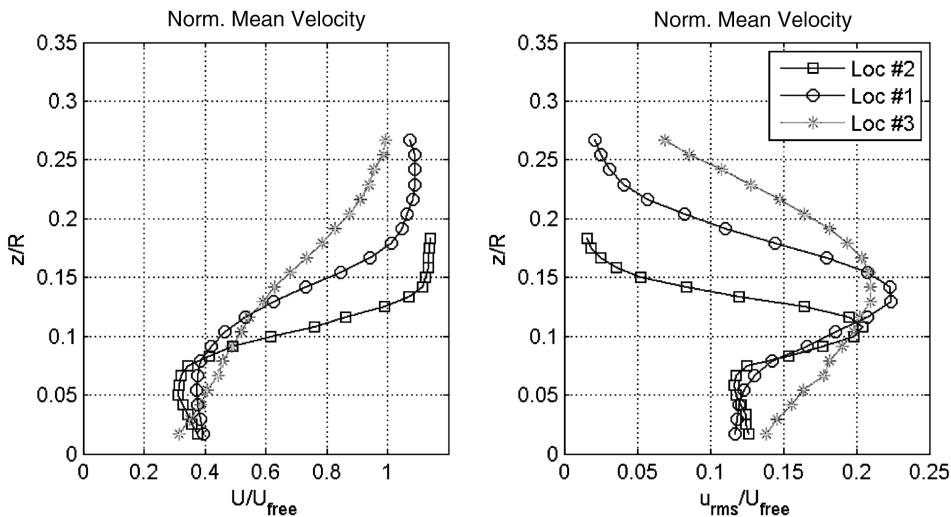 Norm. Mean Velocity
0.35
0.3
0.25
0.2
0.15
0.1
0.05
0
z/R
0 0.2 0.4 0.6 0.8 1
U/U_free
Norm. Mean Velocity
0.35
0.3
0.25
0.2
0.15
0.1
0.05
0
z/R
0 0.05 0.1 0.15 0.2 0.25
u_rms/U_free
Loc #2
Loc #1
Loc #3